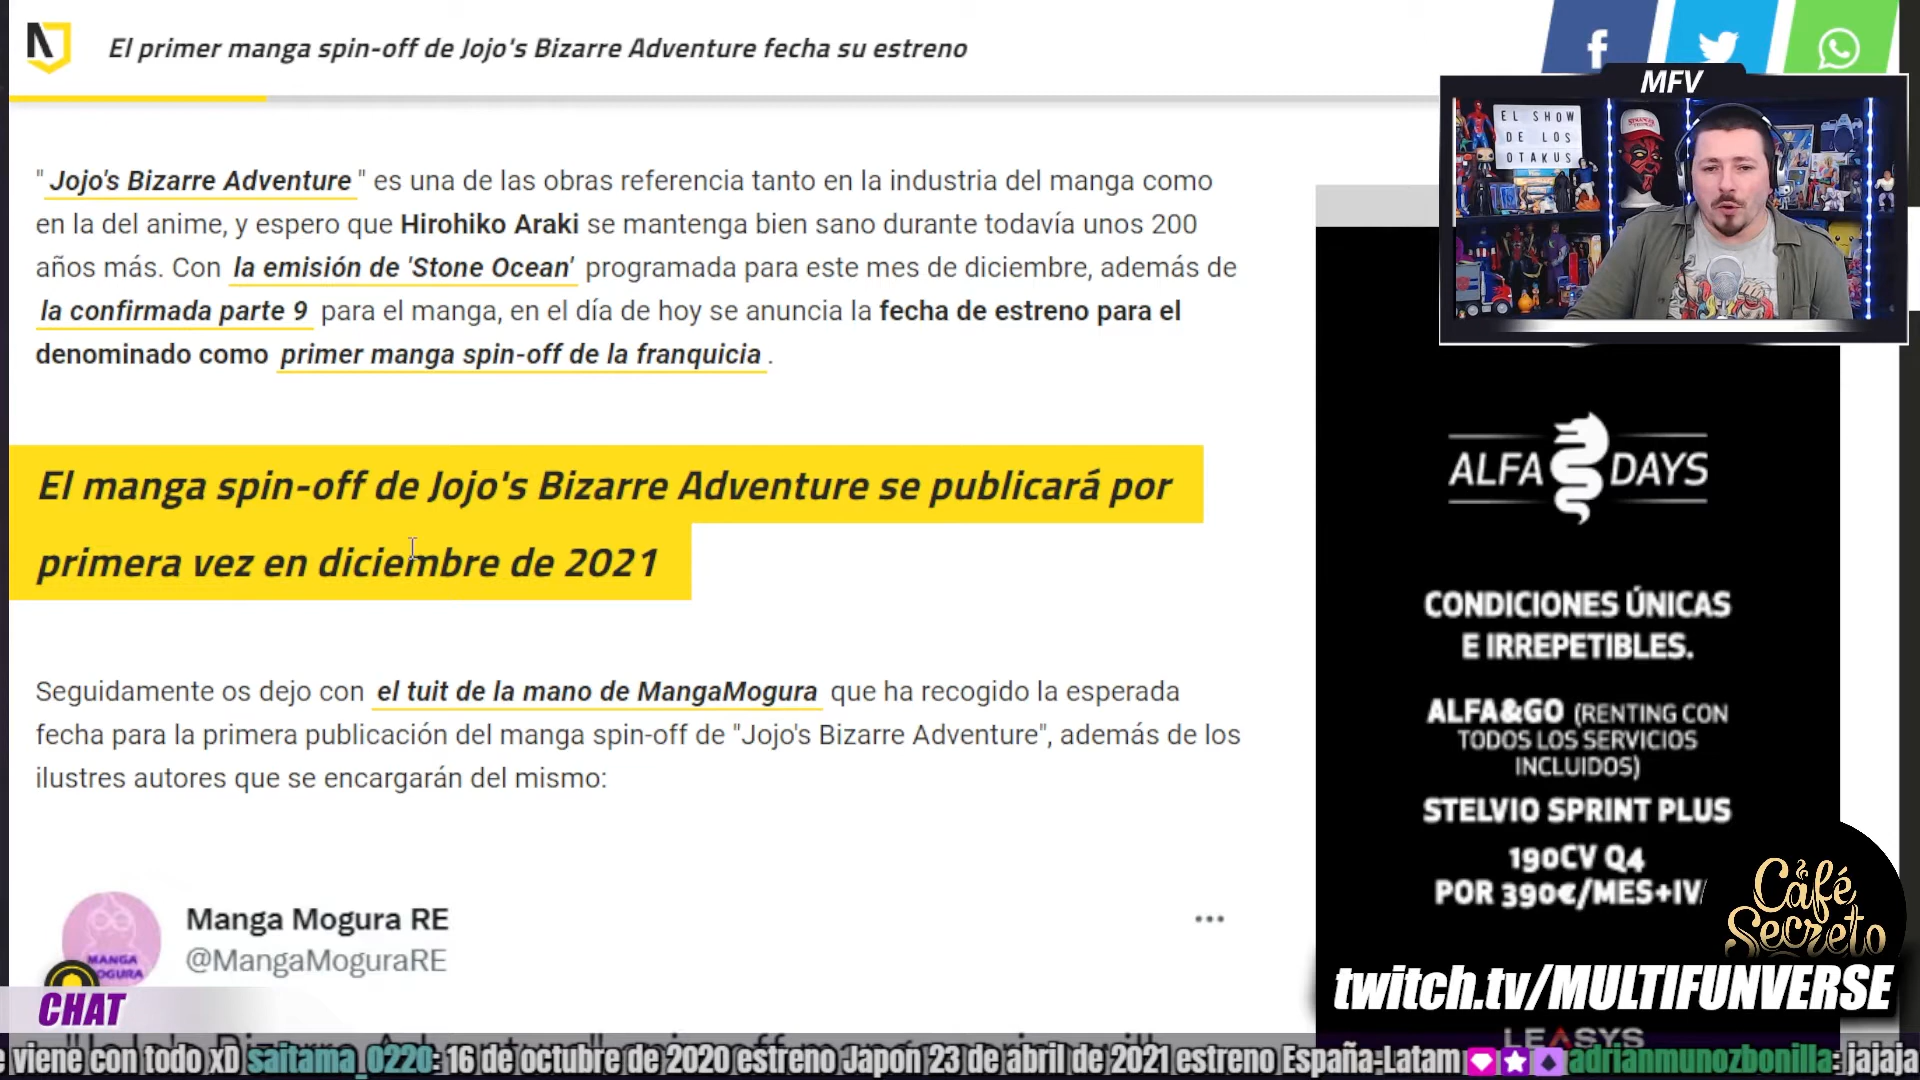 El primer manga spin-off de Jojo's Bizarre Adventure fecha su estreno
MFV
EL SHOW
DE LOS
OTAKUS
"Jojo's Bizarre Adventure" es una de las obras referencia tanto en la industria del manga como
en la del anime, y espero que Hirohiko Araki se mantenga bien sano durante todavía unos 200
años más. Con la emisión de 'Stone Ocean' programada para este mes de diciembre, además de
la confirmada parte 9 para el manga, en el día de hoy se anuncia la fecha de estreno para el
denominado como primer manga spin-off de la franquicia.
El manga spin-off de Jojo's Bizarre Adventure se publicará por
primera vez en diciembre de 2021
Seguidamente os dejo con el tuit de la mano de MangaMogura que ha recogido la esperada
fecha para la primera publicación del manga spin-off de "Jojo's Bizarre Adventure", además de los
ilustres autores que se encargarán del mismo:
Manga Mogura RE
@MangaMoguraRE
MANGA
ALFA DAYS
CONDICIONES ÚNICAS
E IRREPETIBLES.
ALFA&GO (RENTING CON
TODOS LOS SERVICIOS
INCLUIDOS)
STELVIO SPRINT PLUS
190CV Q4
POR 390€/MES+IV
Café
Secreto
twitch.tv/MULTIFUNVERSE
LEASYS
CHAT
e viene con todo xD saitama_0220: 16 de octubre de 2020 estreno Japón 23 de abril de 2021 estreno España-Latam adrianmunozbonilla: jajaja